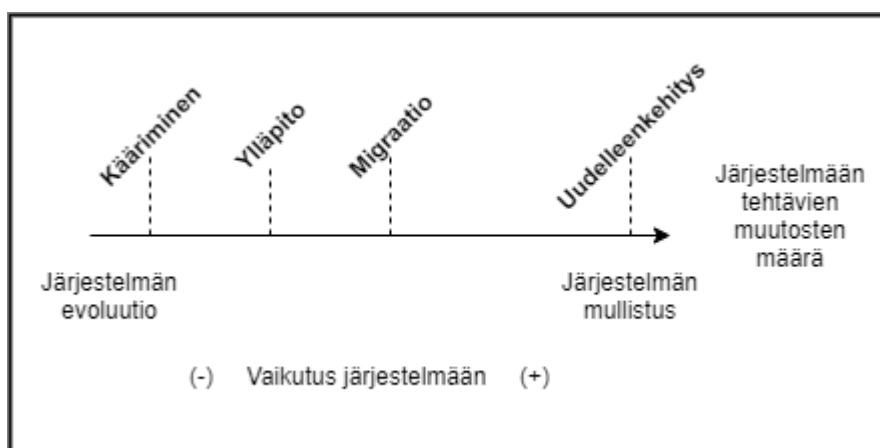 Kääriminen
Ylläpito
Migraatio
Uudelleenkehitys
Järjestelmään
tehtävien
muutosten
määrä
Järjestelmän
evoluutio
Järjestelmän
mullistus
(-) Vaikutus järjestelmään (+)